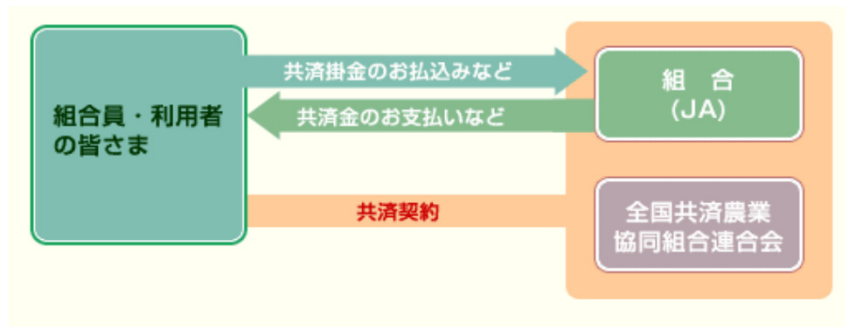 組合員・利用者
の皆さま
共済掛金のお払込みなど
共済金のお支払いなど
共済契約
組　合
(JA)
全国共済農業
協同組合連合会